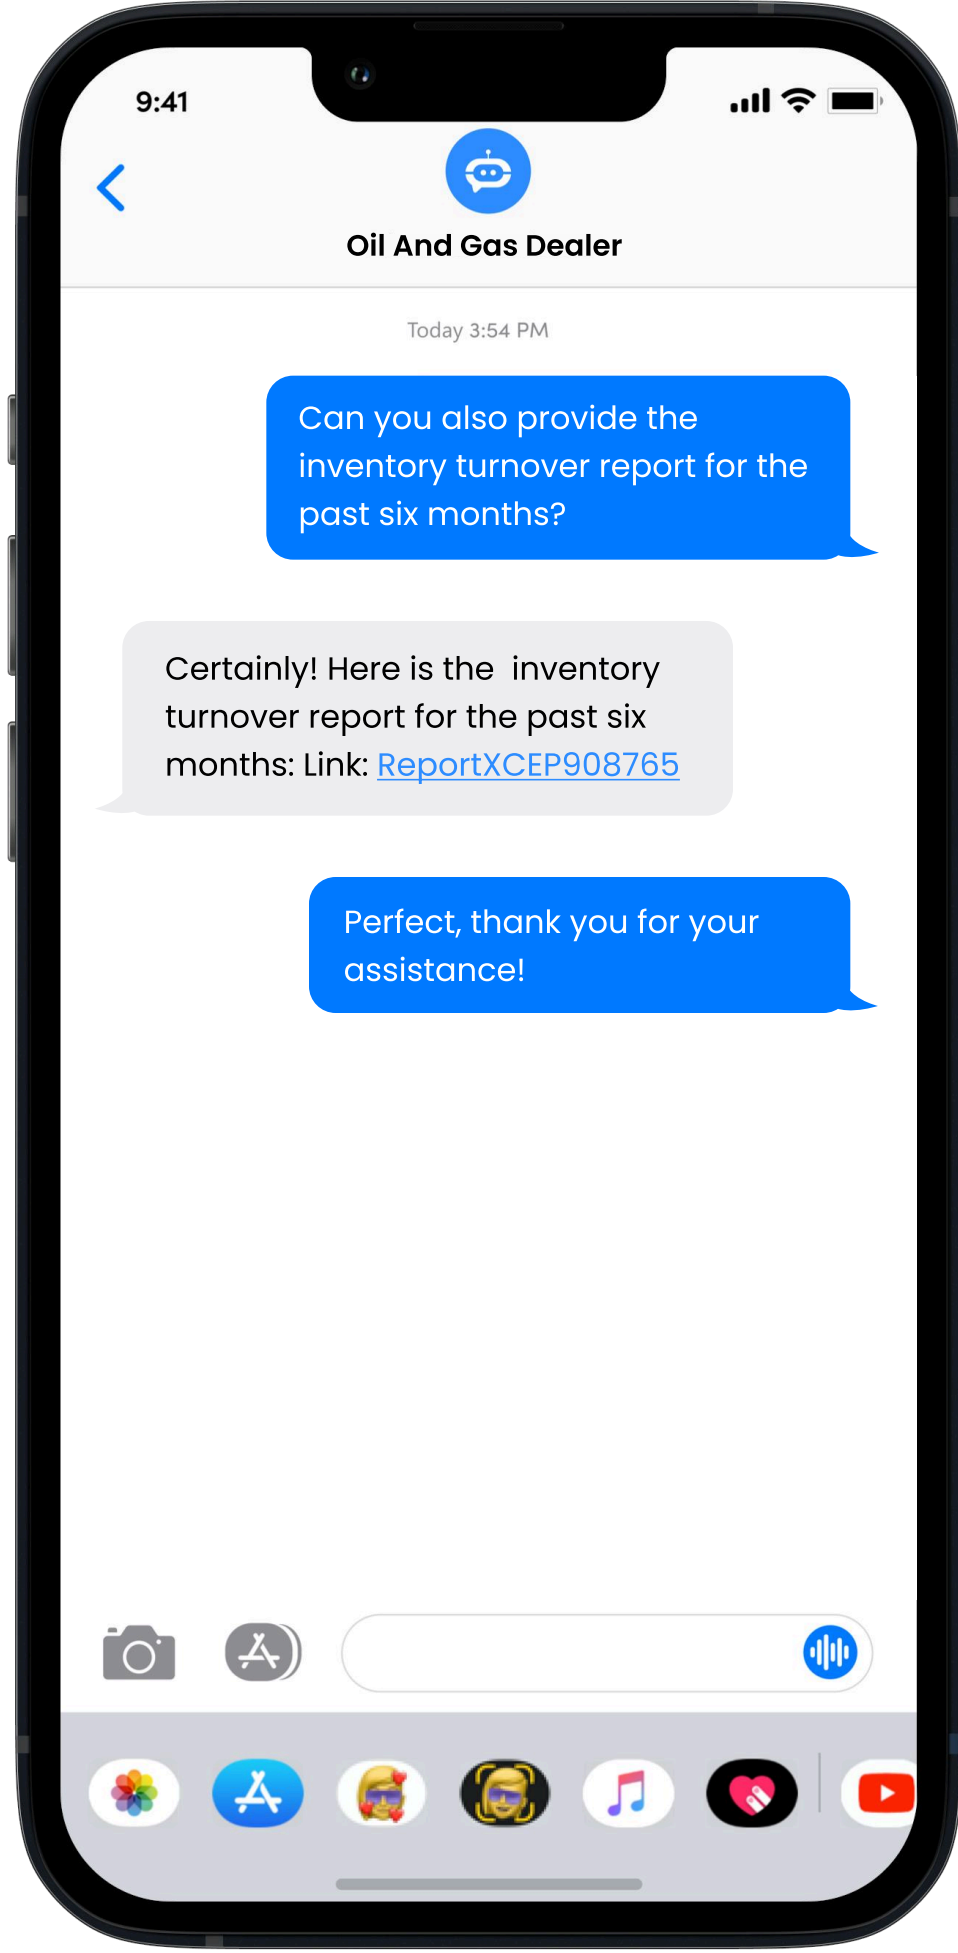 9:41
Oil And Gas Dealer
Today 3:54 PM
Can you also provide the
inventory turnover report for the
past six months?
Certainly! Here is the  inventory
turnover report for the past six
months: Link: ReportXCEP908765
Perfect, thank you for your
assistance!